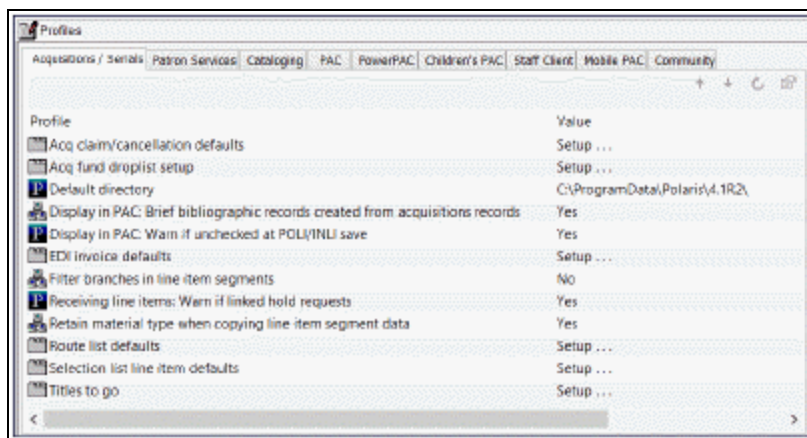 Profiles
Acquisitions / Serials Patron Services Cataloging PAC PowerPAC Children's PAC Staff Client Mobile PAC Community
Profile Value
Acq claim/cancellation defaults Setup ...
Acq fund droplist setup Setup ...
Default directory C:\ProgramData\Polaris\4.1R2\
Display in PAC: Brief bibliographic records created from acquisitions records Yes
Display in PAC: Warn if unchecked at POLI/INLI save Yes
EDI invoice defaults Setup ...
Filter branches in line item segments No
Receiving line items: Warn if linked hold requests Yes
Retain material type when copying line item segment data Yes
Route list defaults Setup ...
Selection list line item defaults Setup ...
Titles to go Setup ...